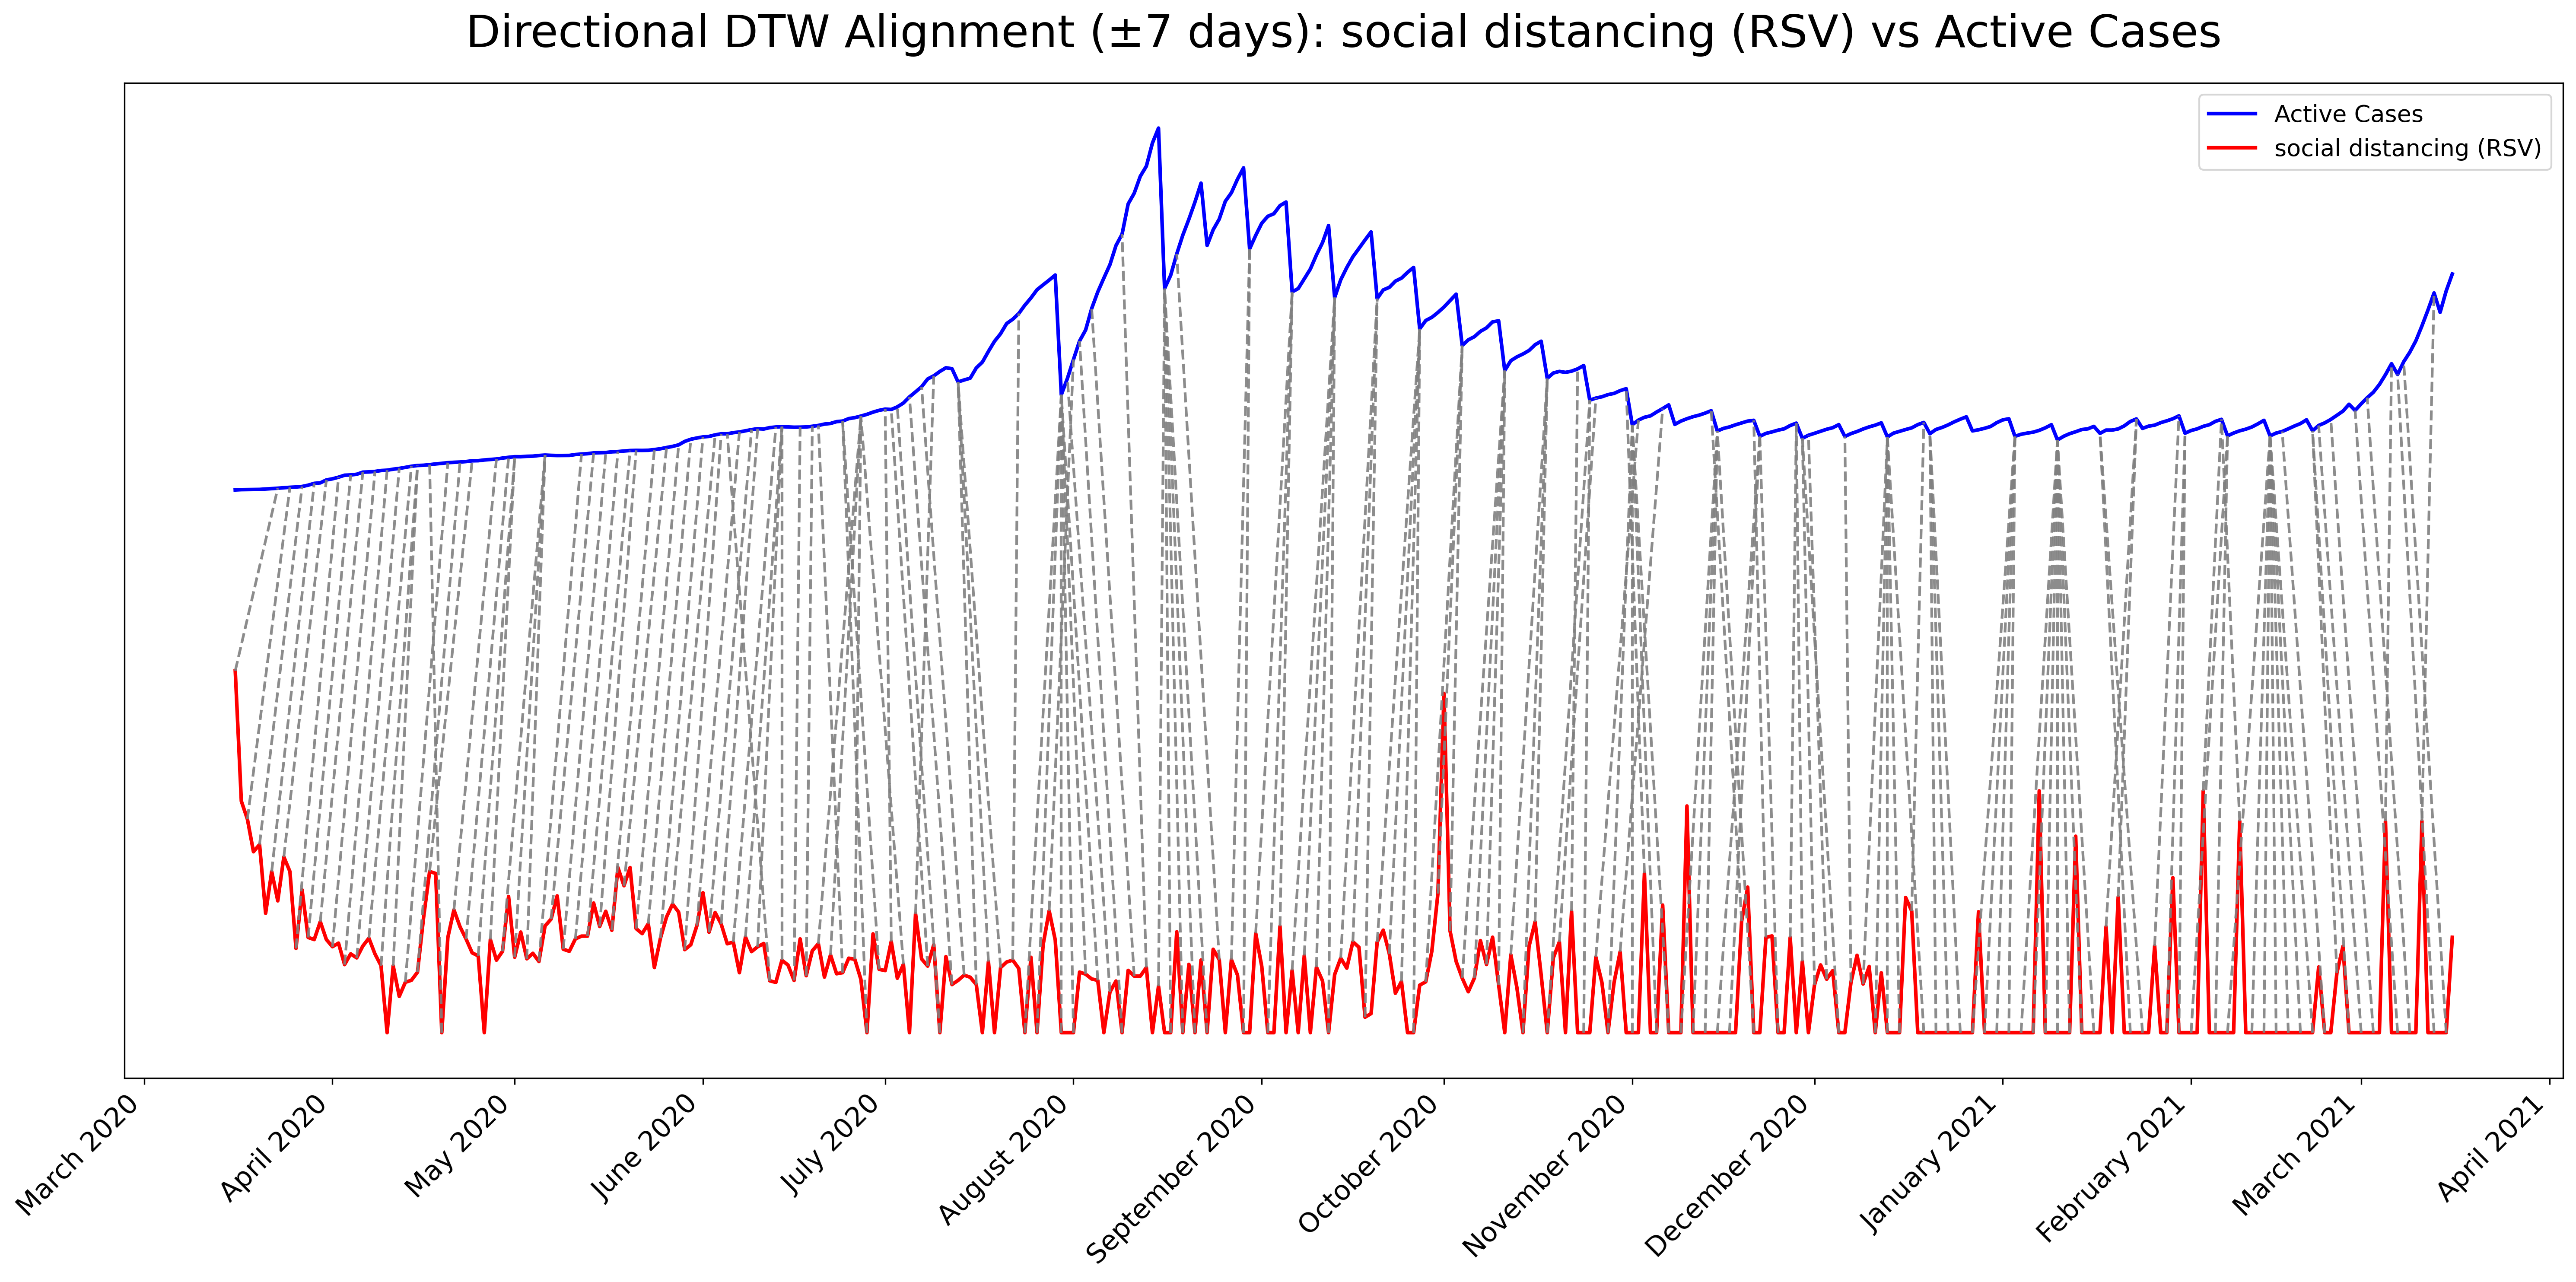 Directional DTW Alignment (±7 days): social distancing (RSV) vs Active Cases
Active Cases
social distancing (RSV)
March 2020
April 2020
May 2020
June 2020
July 2020
August 2020
September 2020
October 2020
November 2020
December 2020
January 2021
February 2021
March 2021
April 2021